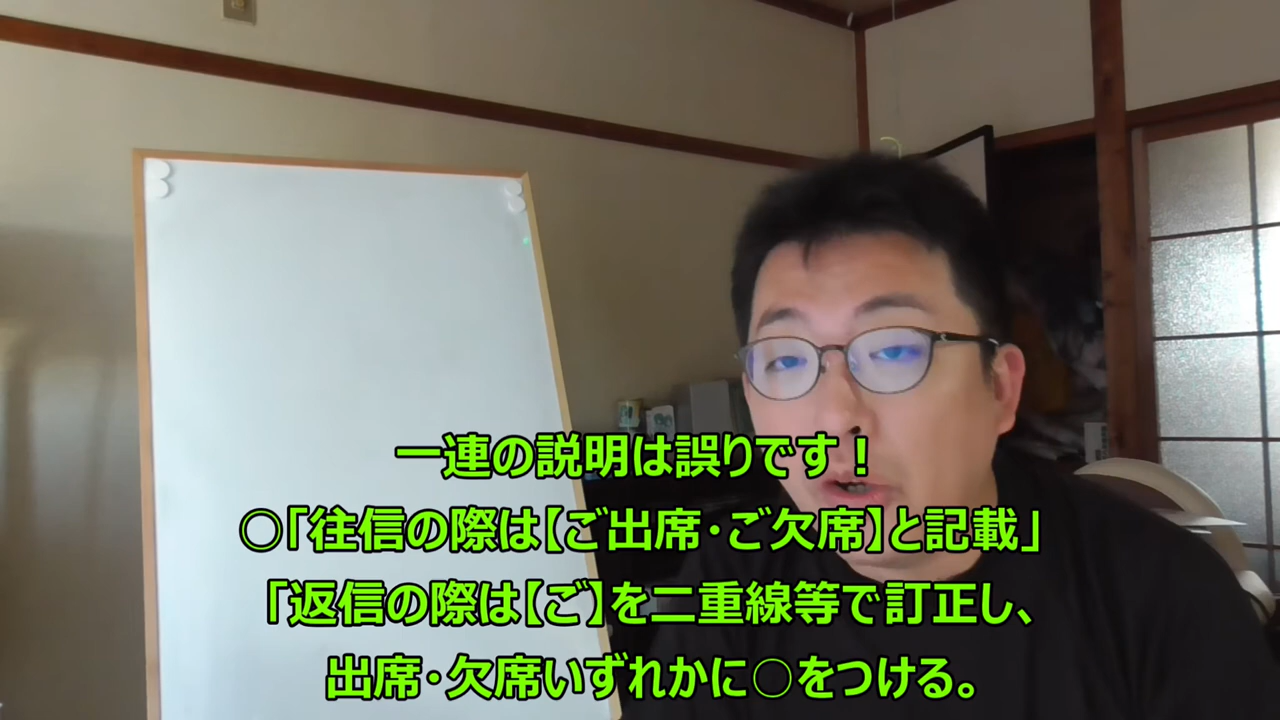 一連の説明は誤りです！
○「往信の際は【ご出席・ご欠席】と記載」
「返信の際は【ご】を二重線等で訂正し、
出席・欠席いずれかに○をつける。